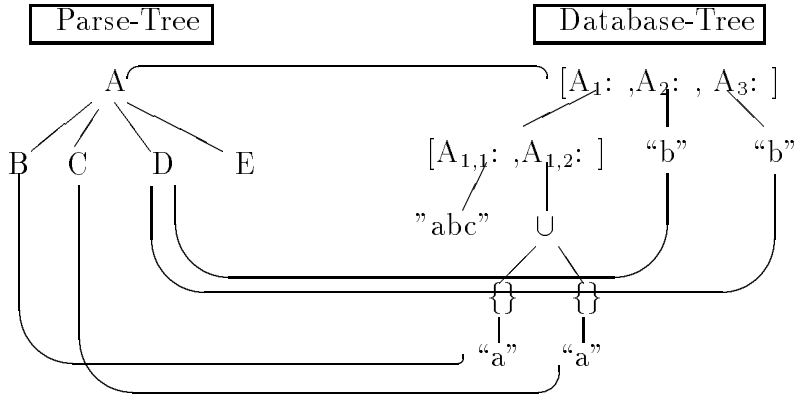 Parse-Tree Database-Tree
A [A₁: ,A₂: , A₃: ]
B C D E [A₁,₁: ,A₁,₂: ] “b” “b”
”abc” ∪
{} {}
“a” “a”